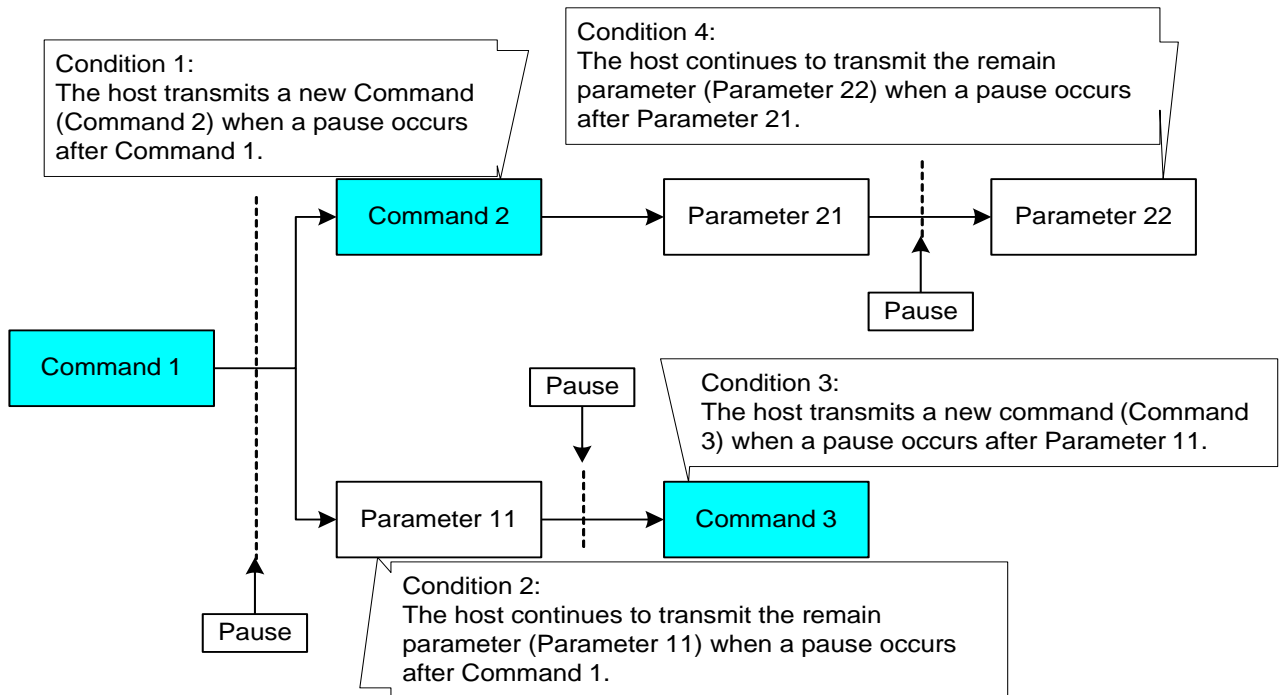 Condition 1:
The host transmits a new Command
(Command 2) when a pause occurs
after Command 1.
Condition 4:
The host continues to transmit the remain
parameter (Parameter 22) when a pause occurs
after Parameter 21.
Command 2
Parameter 21
Parameter 22
Pause
Command 1
Pause
Condition 3:
The host transmits a new command (Command
3) when a pause occurs after Parameter 11.
Parameter 11
Command 3
Condition 2:
The host continues to transmit the remain
parameter (Parameter 11) when a pause occurs
after Command 1.
Pause